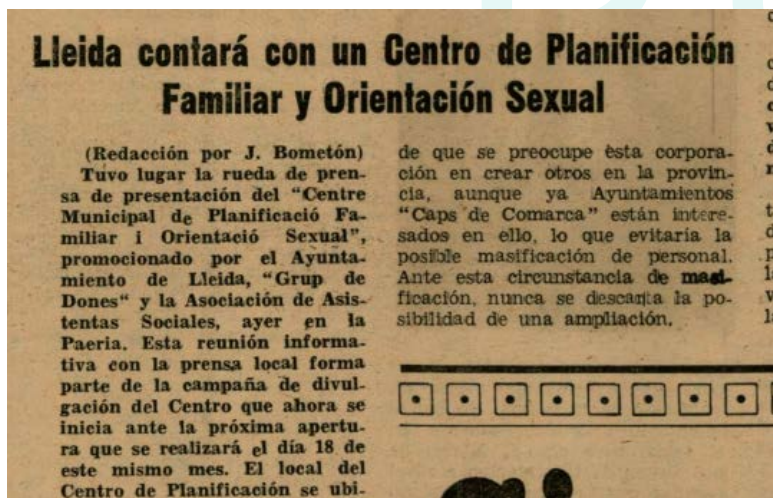 Lleida contará con un Centro de Planificación
Familiar y Orientación Sexual
(Redacción por J. Bometón)
Tuvo lugar la rueda de pren-
sa de presentación del "Centre
Municipal de Planificació Fa-
miliar i Orientació Sexual",
promocionado por el Ayunta-
miento de Lleida, "Grup de
Dones" y la Asociación de Asis-
tentas Sociales, ayer en la
Paeria. Esta reunión informa-
tiva con la prensa local forma
parte de la campaña de divul-
gación del Centro que ahora se
inicia ante la próxima apertu-
ra que se realizará el día 18 de
este mismo mes. El local del
Centro de Planificación se ubi-
de que se preocupe èsta corpora-
ción en crear otros en la provin-
cia, aunque ya Ayuntamientos
"Caps de Comarca" están intere-
sados en ello, lo que evitaría la
posible masificación de personal.
Ante esta circunstancia de masi-
ficación, nunca se descarta la po-
sibilidad de una ampliación.